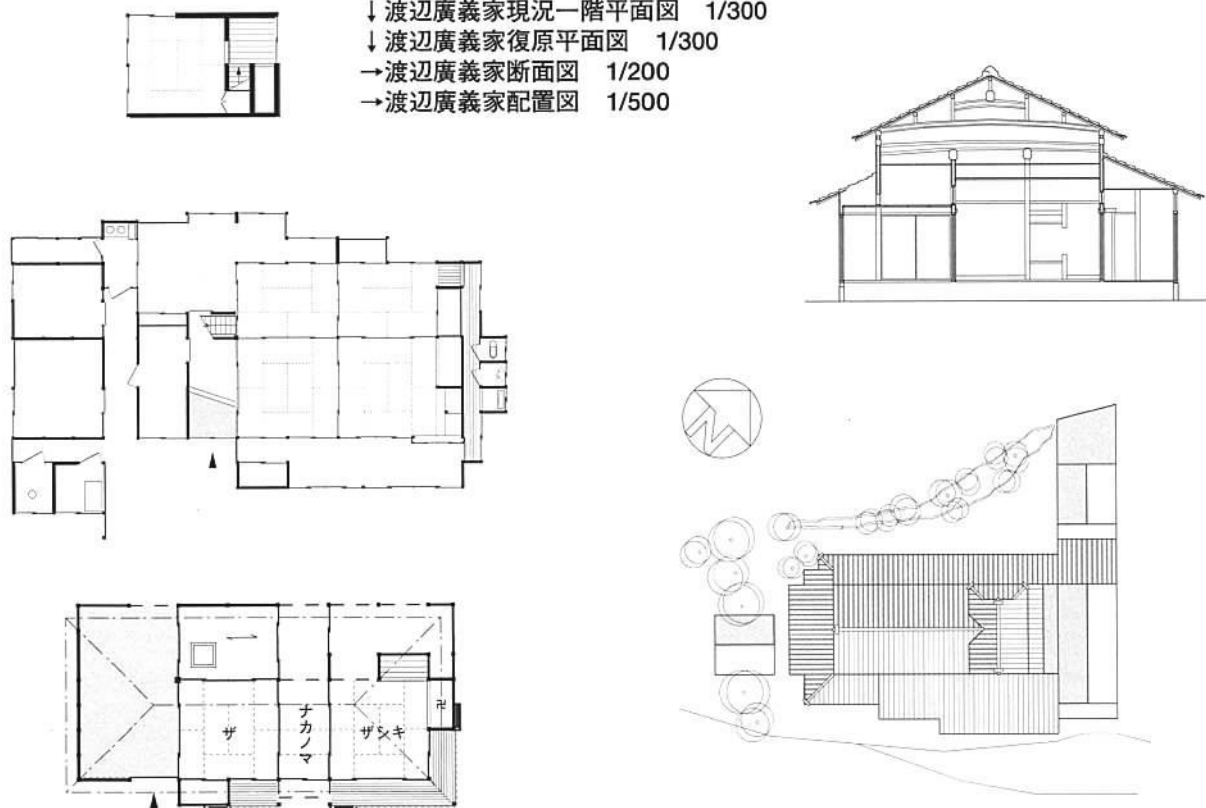 ↓渡辺廣義家現況一階平面図 1/300
↓渡辺廣義家復原平面図 1/300
→渡辺廣義家断面図 1/200
→渡辺廣義家配置図 1/500
N
ザ
ナカノマ
ザシキ
卍